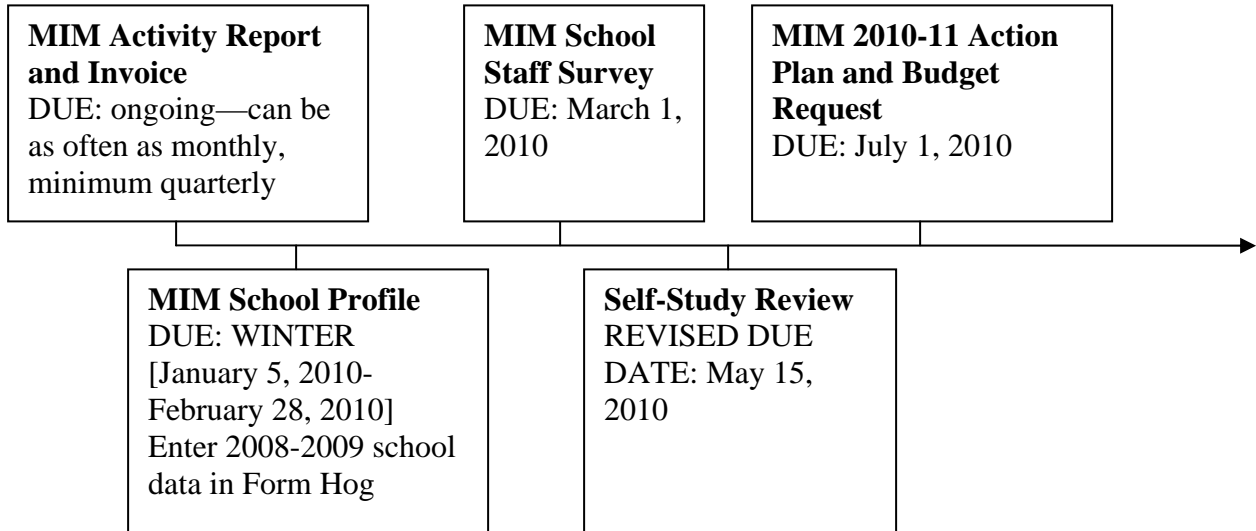 MIM Activity Report
and Invoice
DUE: ongoing—can be
as often as monthly,
minimum quarterly
MIM School
Staff Survey
DUE: March 1,
2010
MIM 2010-11 Action
Plan and Budget
Request
DUE: July 1, 2010
MIM School Profile
DUE: WINTER
[January 5, 2010-
February 28, 2010]
Enter 2008-2009 school
data in Form Hog
Self-Study Review
REVISED DUE
DATE: May 15,
2010